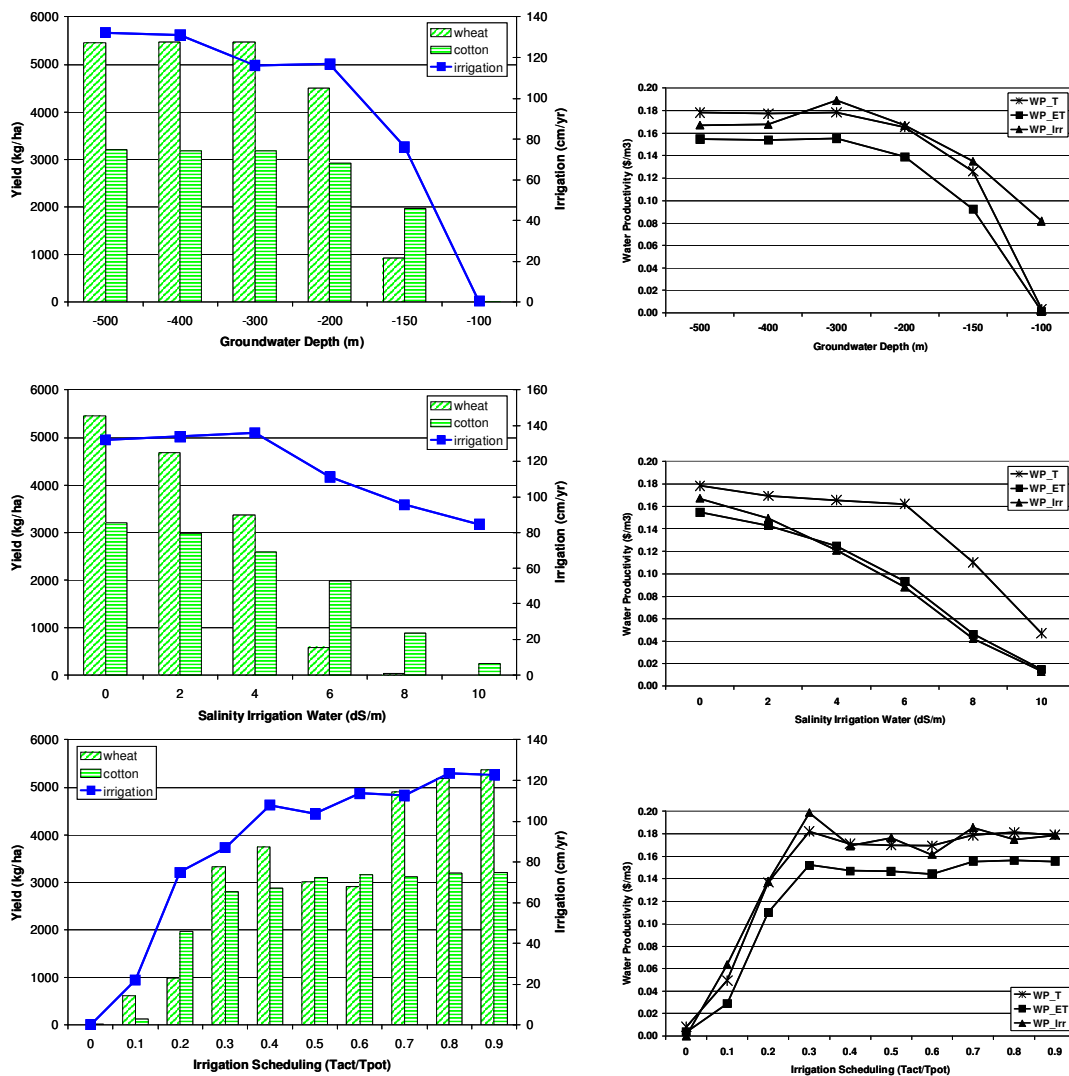 6000
5000
4000
3000
2000
1000
0
Yield (kg/ha)
140
120
100
80
60
40
20
0
Irrigation (cm/yr)
wheat
cotton
irrigation
-500 -400 -300 -200 -150 -100
Groundwater Depth (m)
0.20
0.18
0.16
0.14
0.12
0.10
0.08
0.06
0.04
0.02
0.00
Water Productivity ($/m3)
WP_T
WP_ET
WP_Irr
-500 -400 -300 -200 -150 -100
Groundwater Depth (m)
6000
5000
4000
3000
2000
1000
0
Yield (kg/ha)
160
140
120
100
80
60
40
20
0
Irrigation (cm/yr)
wheat
cotton
irrigation
0 2 4 6 8 10
Salinity Irrigation Water (dS/m)
0.20
0.18
0.16
0.14
0.12
0.10
0.08
0.06
0.04
0.02
0.00
Water Productivity ($/m3)
WP_T
WP_ET
WP_Irr
0 2 4 6 8 10
Salinity Irrigation Water (dS/m)
6000
5000
4000
3000
2000
1000
0
Yield (kg/ha)
140
120
100
80
60
40
20
0
Irrigation (cm/yr)
wheat
cotton
irrigation
0 0.1 0.2 0.3 0.4 0.5 0.6 0.7 0.8 0.9
Irrigation Scheduling (Tact/Tpot)
0.20
0.18
0.16
0.14
0.12
0.10
0.08
0.06
0.04
0.02
0.00
Water Productivity ($/m3)
WP_T
WP_ET
WP_Irr
0 0.1 0.2 0.3 0.4 0.5 0.6 0.7 0.8 0.9
Irrigation Scheduling (Tact/Tpot)